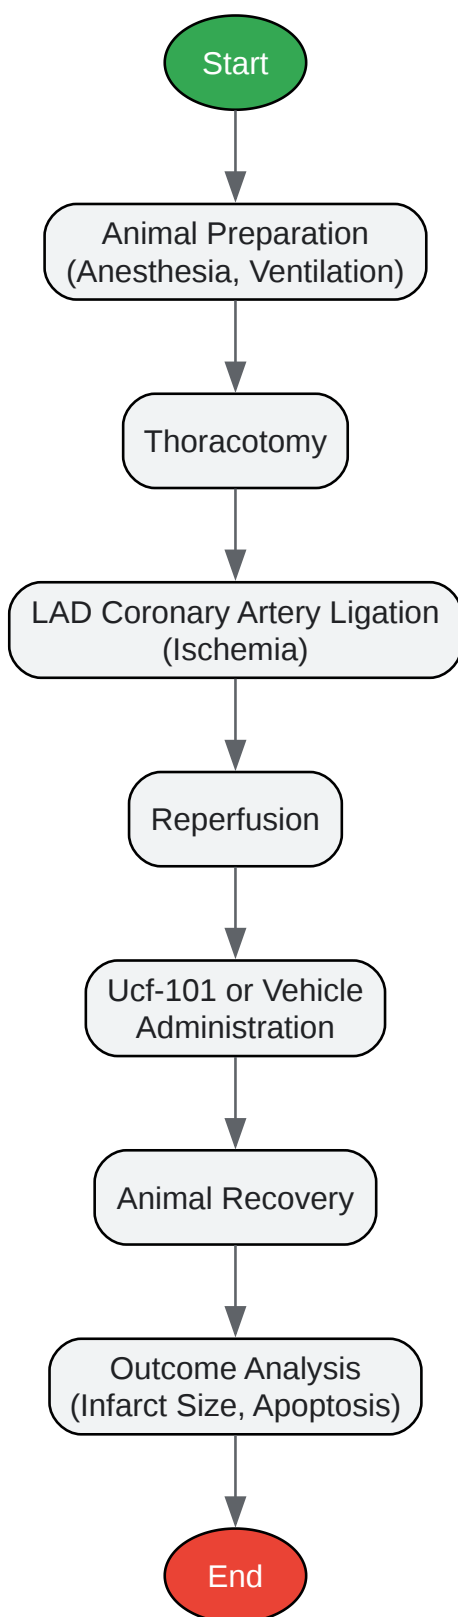 Start
Animal Preparation
(Anesthesia, Ventilation)
Thoracotomy
LAD Coronary Artery Ligation
(Ischemia)
Reperfusion
Ucf-101 or Vehicle
Administration
Animal Recovery
Outcome Analysis
(Infarct Size, Apoptosis)
End